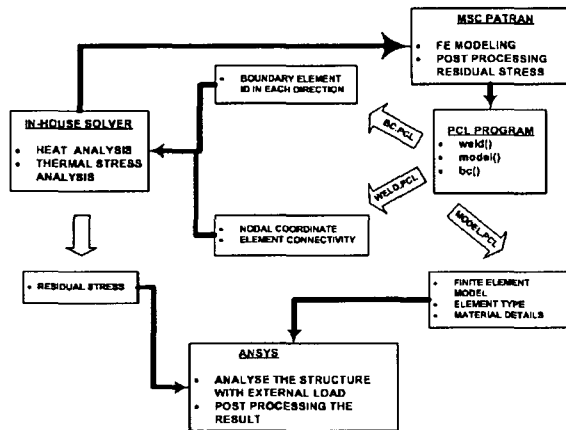 MSC PATRAN
• FE MODELING
• POST PROCESSING
RESIDUAL STRESS
• BOUNDARY ELEMENT
ID IN EACH DIRECTION
IN-HOUSE SOLVER
• HEAT ANALYSIS
• THERMAL STRESS
ANALYSIS
PCL PROGRAM
• weld()
• model()
• bc()
BC.PCL
WELD.PCL
MODEL.PCL
• NODAL COORDINATE
• ELEMENT CONNECTIVITY
• RESIDUAL STRESS
• FINITE ELEMENT
MODEL
• ELEMENT TYPE
• MATERIAL DETAILS
ANSYS
• ANALYSE THE STRUCTURE
WITH EXTERNAL LOAD
• POST PROCESSING THE
RESULT